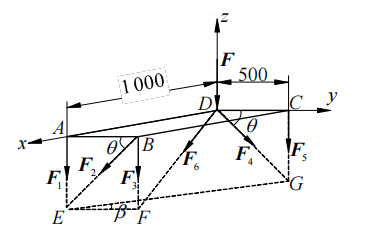 z
F
1 000
500
D
C
y
A
B
x
θ
θ
F₁
F₂
F₃
F₆
F₄
F₅
G
E
β
F